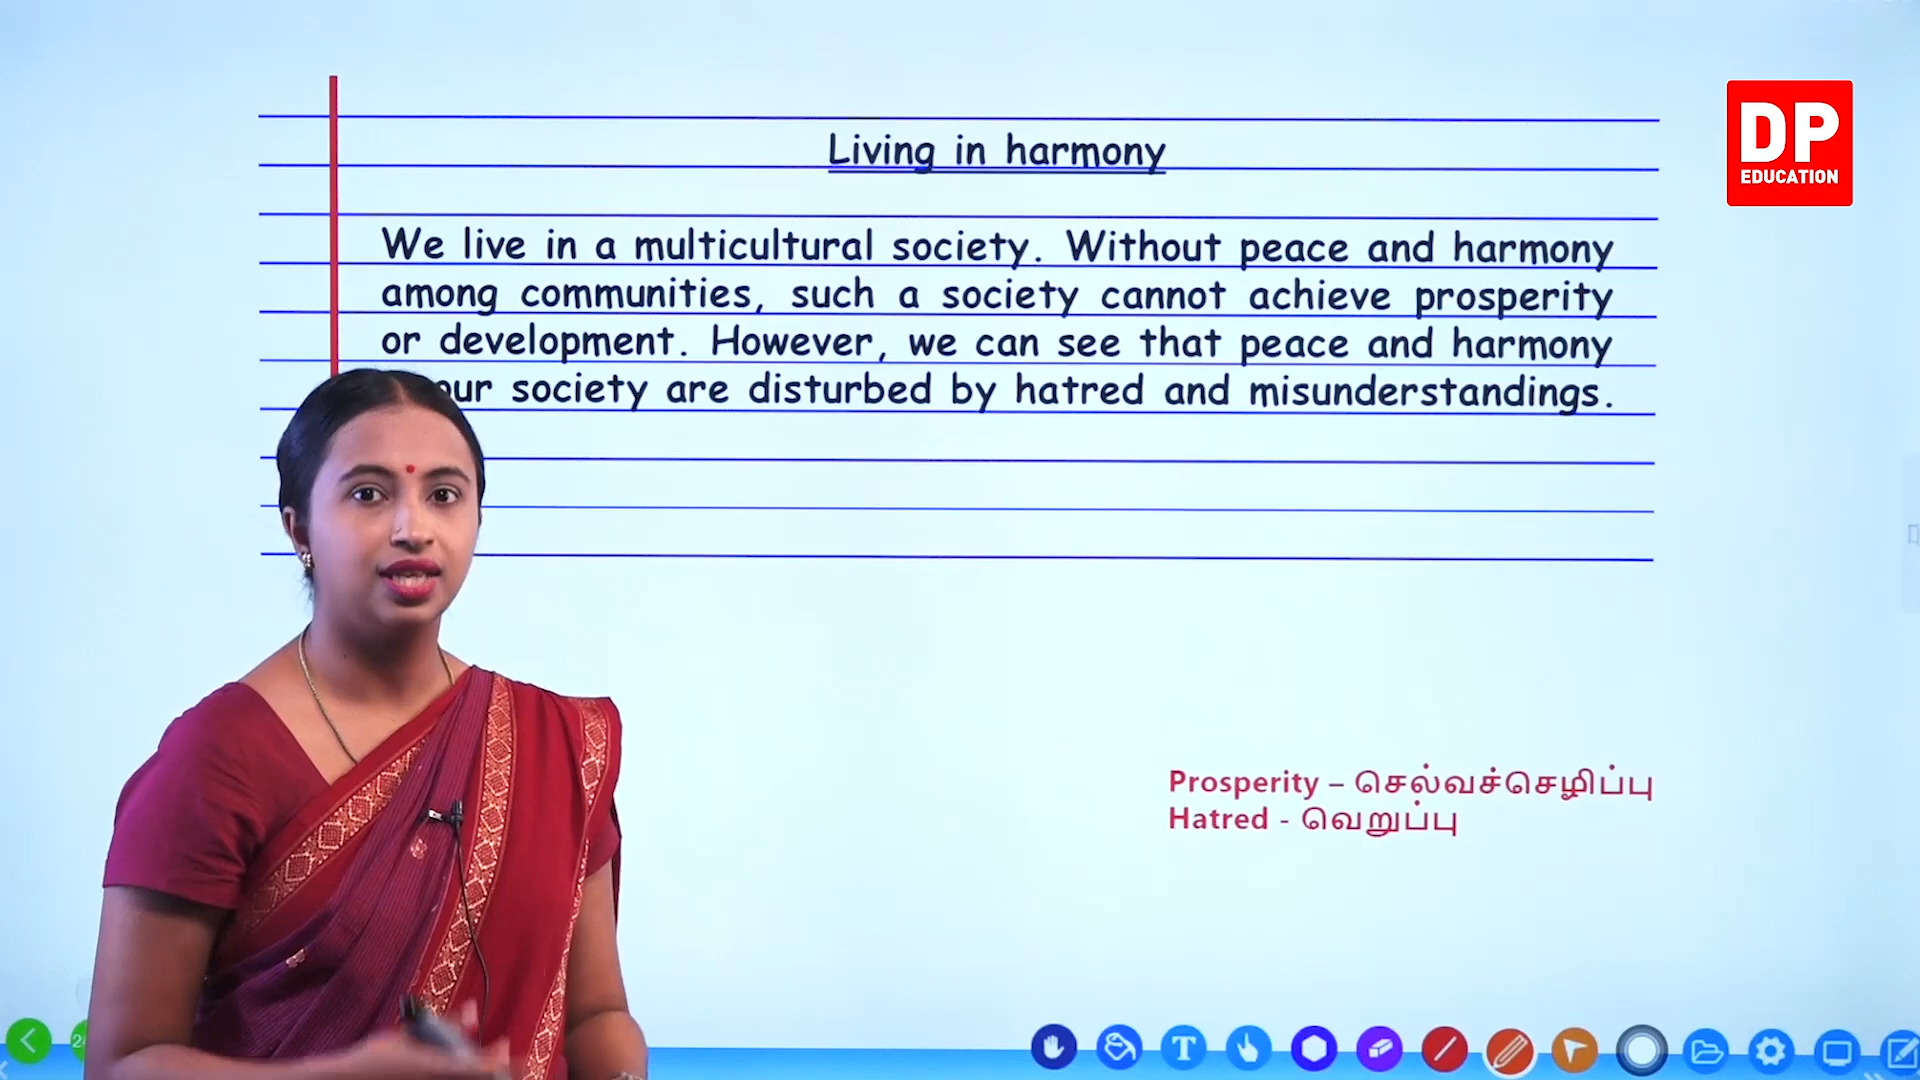 DP
EDUCATION
Living in harmony
We live in a multicultural society. Without peace and harmony
among communities, such a society cannot achieve prosperity
or development. However, we can see that peace and harmony
our society are disturbed by hatred and misunderstandings.
Prosperity – செல்வச்செழிப்பு
Hatred - வெறுப்பு